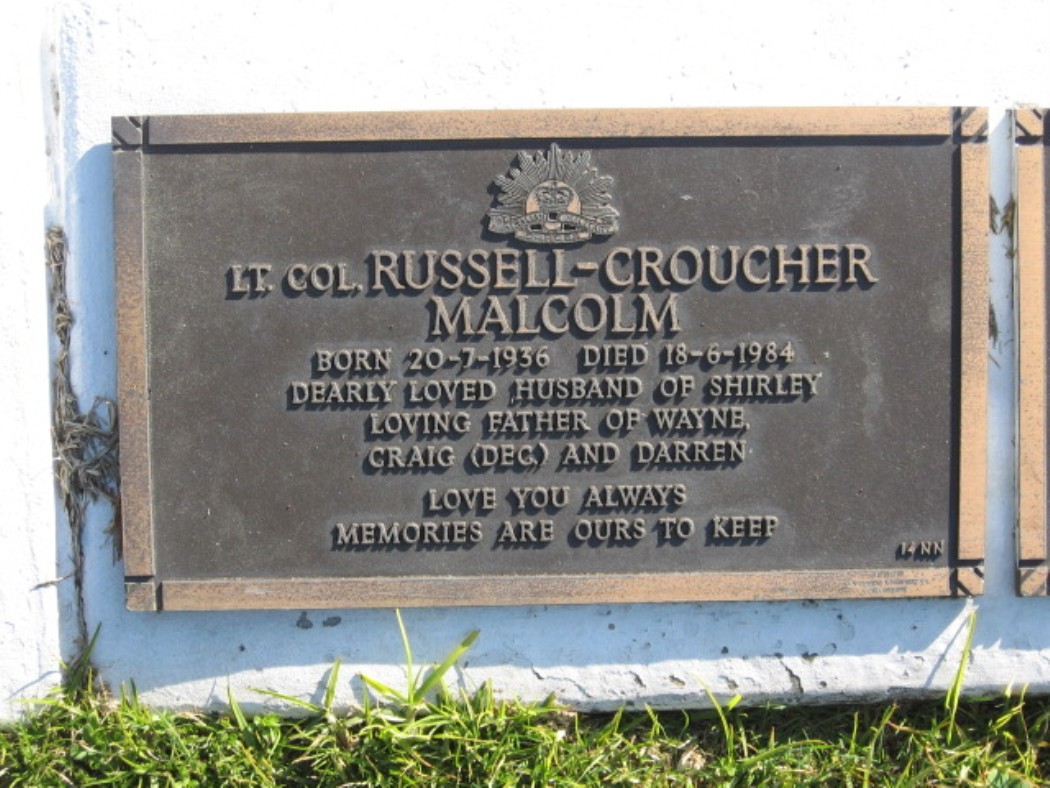 LT. COL. RUSSELL-CROUCHER
MALCOLM
BORN 20-7-1936 DIED 18-6-1984
DEARLY LOVED HUSBAND OF SHIRLEY
LOVING FATHER OF WAYNE,
CRAIG (DEC.) AND DARREN
LOVE YOU ALWAYS
MEMORIES ARE OURS TO KEEP
14 NN